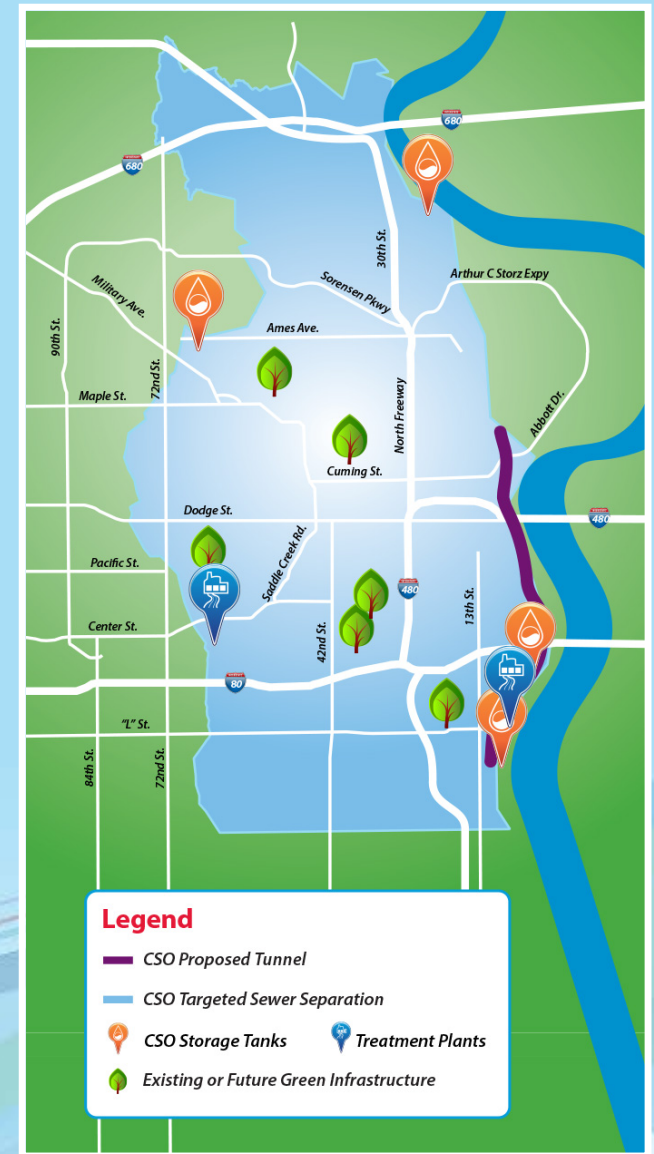 680
680
30th St.
Arthur C Storz Expy
Sorensen Pkwy
Military Ave.
90th St.
Ames Ave.
72nd St.
Maple St.
North Freeway
Abbott Dr.
Cuming St.
Dodge St.
480
Saddle Creek Rd.
Pacific St.
480
13th St.
Center St.
42nd St.
80
"L" St.
84th St.
72nd St.
Legend
CSO Proposed Tunnel
CSO Targeted Sewer Separation
CSO Storage Tanks
Treatment Plants
Existing or Future Green Infrastructure